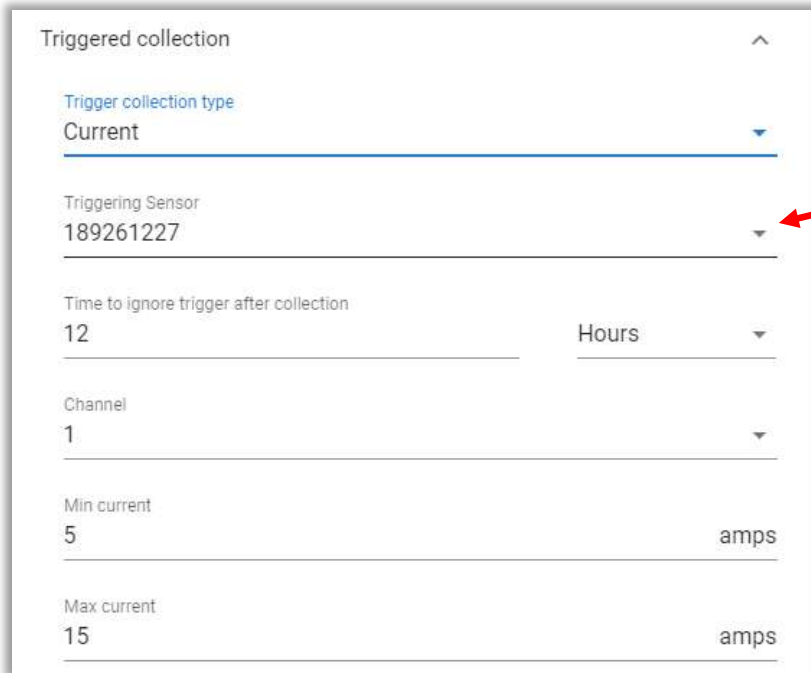 Triggered collection
Trigger collection type
Current
Triggering Sensor
189261227
Time to ignore trigger after collection
12 Hours
Channel
1
Min current
5 amps
Max current
15 amps